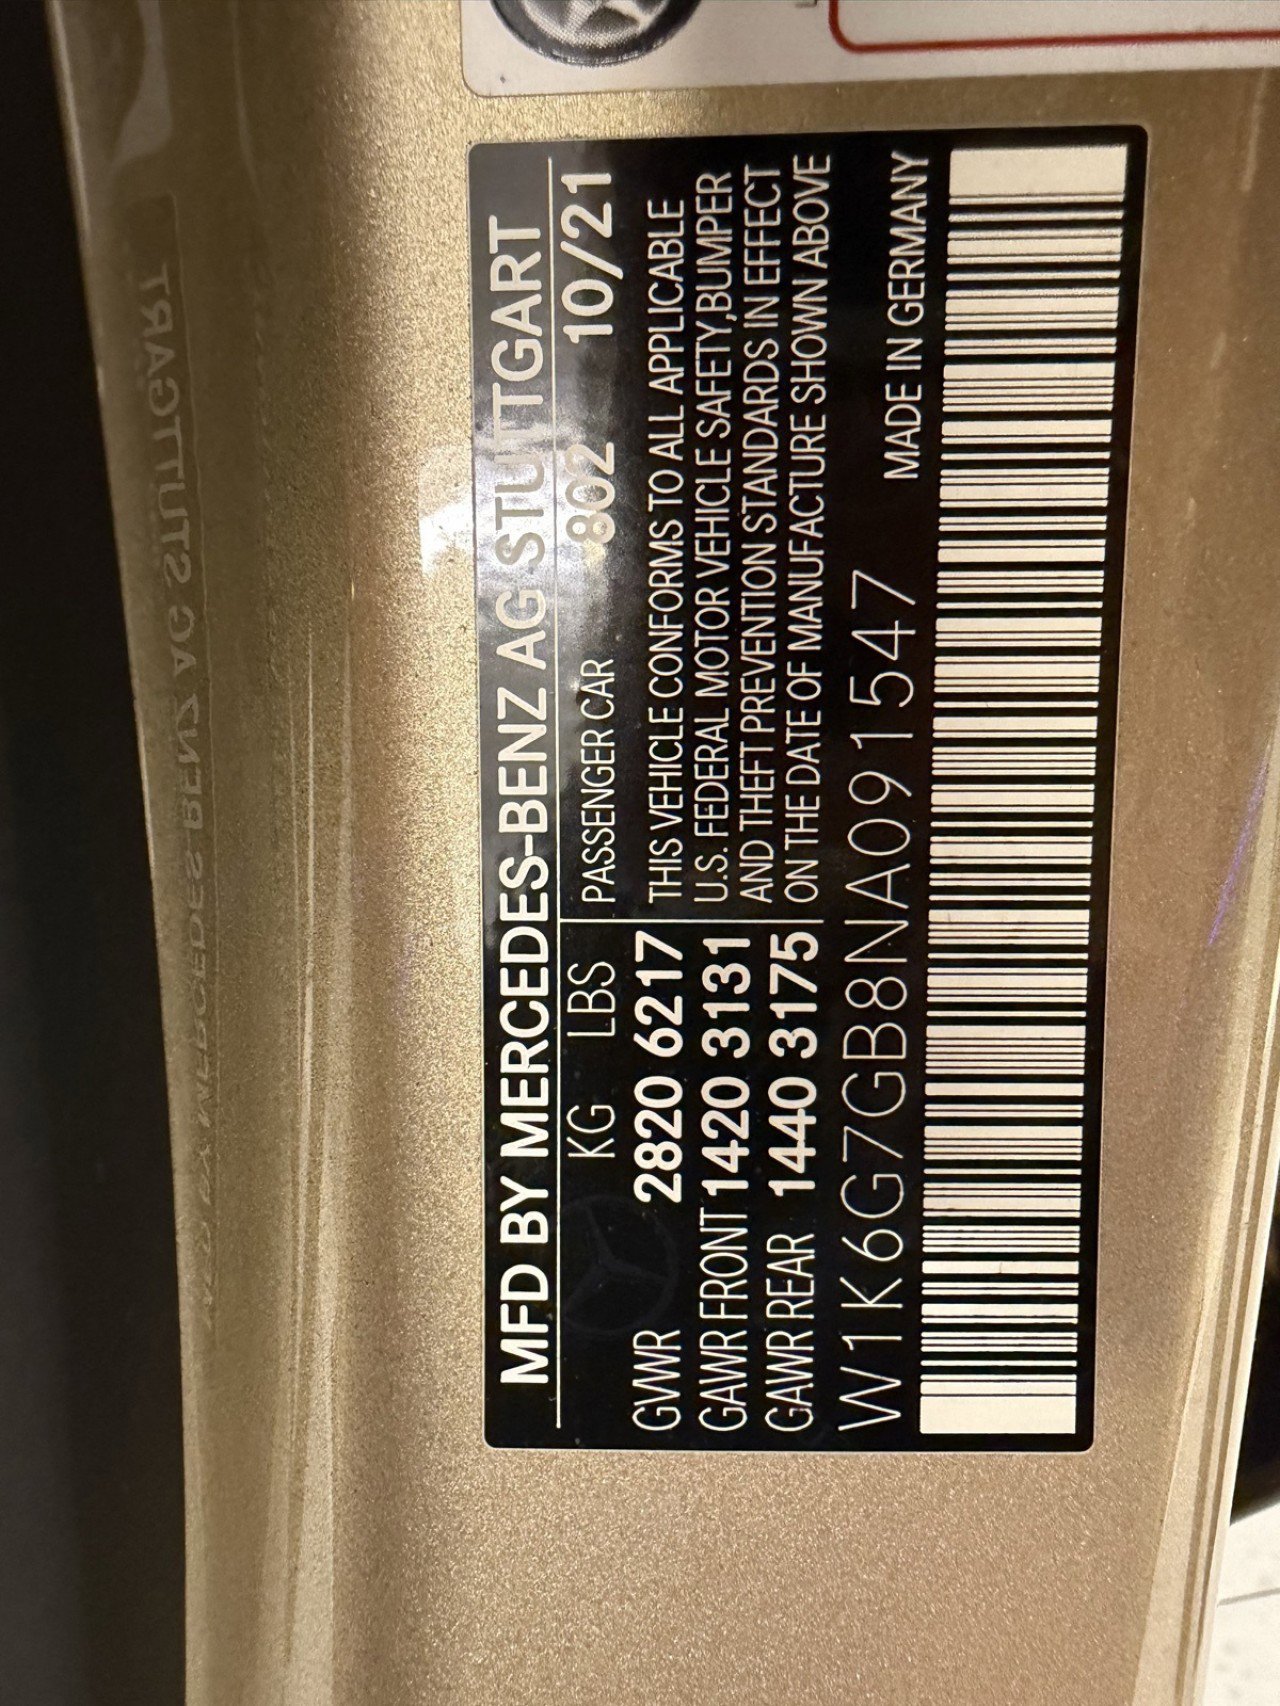 MFD BY MERCEDES-BENZ AG STUTTGART
KG LBS PASSENGER CAR 802 10/21
GVWR 2820 6217 THIS VEHICLE CONFORMS TO ALL APPLICABLE
GAWR FRONT 1420 3131 U.S. FEDERAL MOTOR VEHICLE SAFETY,BUMPER
AND THEFT PREVENTION STANDARDS IN EFFECT
GAWR REAR 1440 3175 ON THE DATE OF MANUFACTURE SHOWN ABOVE
W1K6G7GB8NA091547 MADE IN GERMANY